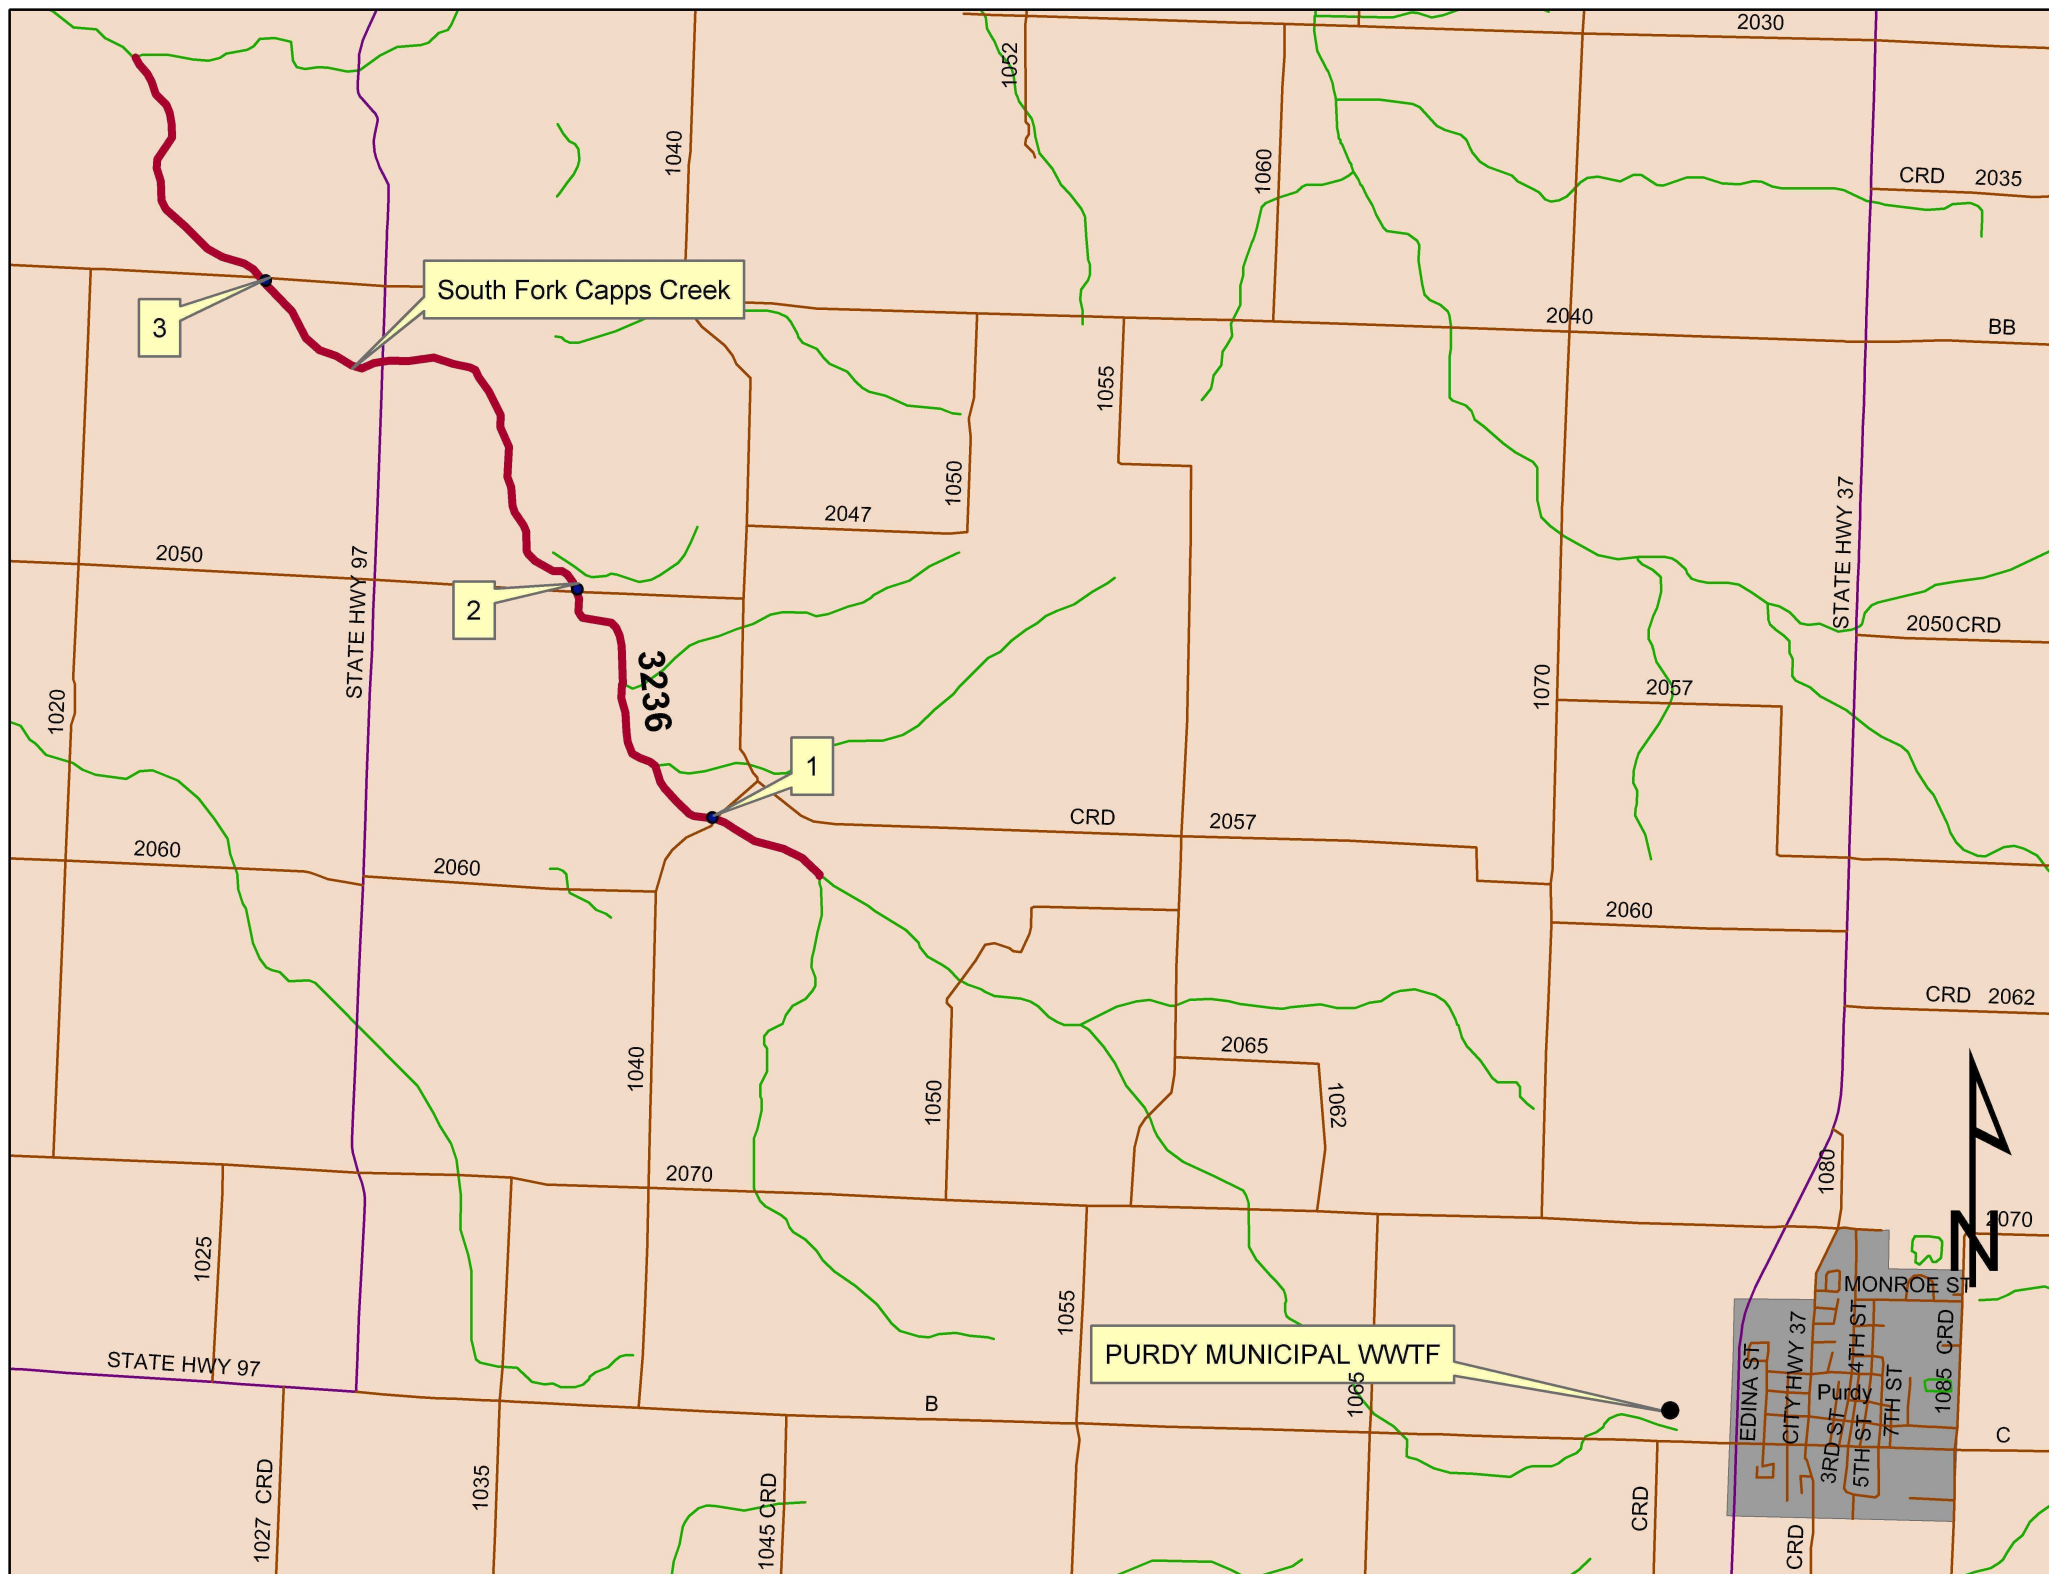 2030
1052
1040
1060
CRD 2035
South Fork Capps Creek
3
2040
BB
1055
1050
2047
STATE HWY 37
2050
STATE HWY 97
2
2050 CRD
3236
1020
1070
2057
1
CRD 2057
2060
2060
2060
CRD 2062
2065
1040
1050
1062
2070
1080
2070
N
1025
1055
MONROE ST
STATE HWY 97
PURDY MUNICIPAL WWTF
1065
B
EDINA ST
CITY HWY 37
4TH ST
1085 CRD
Purdy
3RD ST
5TH ST
7TH ST
C
1027 CRD
1035
1045 CRD
CRD
CRD